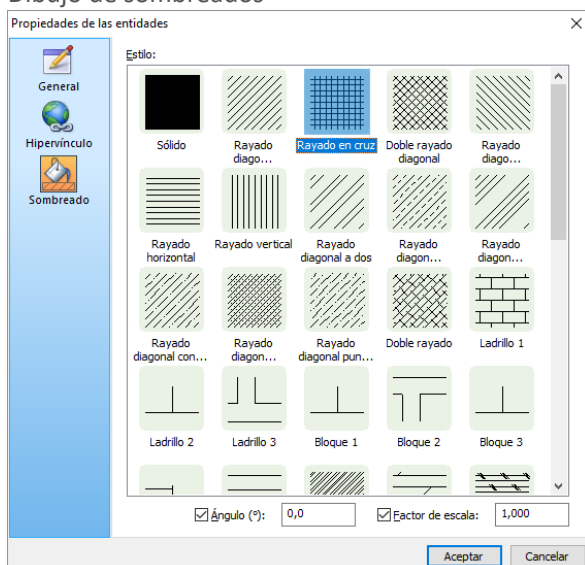 Dibujo de sombreados
Propiedades de las entidades
General
Hipervínculo
Sombreado
Estilo:
Sólido
Rayado
diago...
Rayado en cruz
Doble rayado
diagonal
Rayado
diago...
Rayado
horizontal
Rayado vertical
Rayado
diagonal a dos
Rayado
diagon...
Rayado
diagon...
Rayado
diagonal con...
Rayado
diagon...
Rayado
diagonal pun...
Doble rayado
Ladrillo 1
Ladrillo 2
Ladrillo 3
Bloque 1
Bloque 2
Bloque 3
Ángulo (º):
0,0
Factor de escala:
1,000
Aceptar
Cancelar